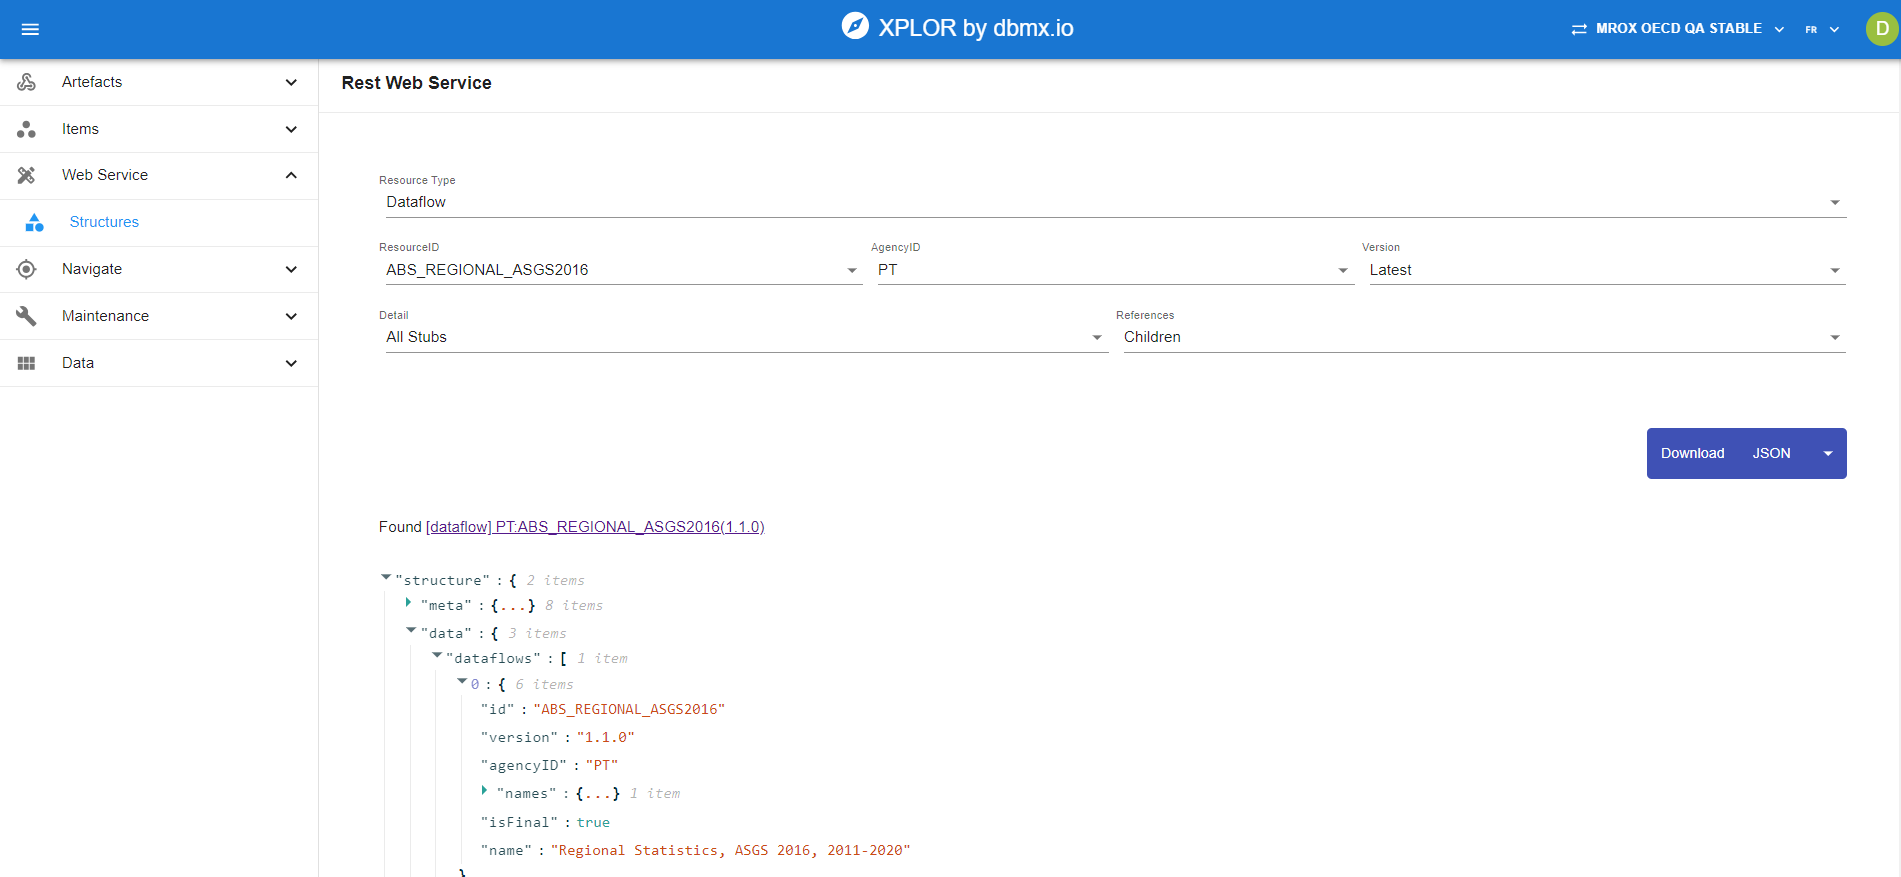 XPLOR by dbmx.io
MROX OECD QA STABLE
FR
D
Artefacts
Items
Web Service
Structures
Navigate
Maintenance
Data
Rest Web Service
Resource Type
Dataflow
ResourceID
AgencyID
Version
ABS_REGIONAL_ASGS2016
PT
Latest
Detail
References
All Stubs
Children
Download JSON
Found [dataflow] PT:ABS_REGIONAL_ASGS2016(1.1.0)
"structure" : { 2 items
"meta" : {...} 8 items
"data" : { 3 items
"dataflows" : [ 1 item
0 : { 6 items
"id" : "ABS_REGIONAL_ASGS2016"
"version" : "1.1.0"
"agencyID" : "PT"
"names" : {...} 1 item
"isFinal" : true
"name" : "Regional Statistics, ASGS 2016, 2011-2020"
}